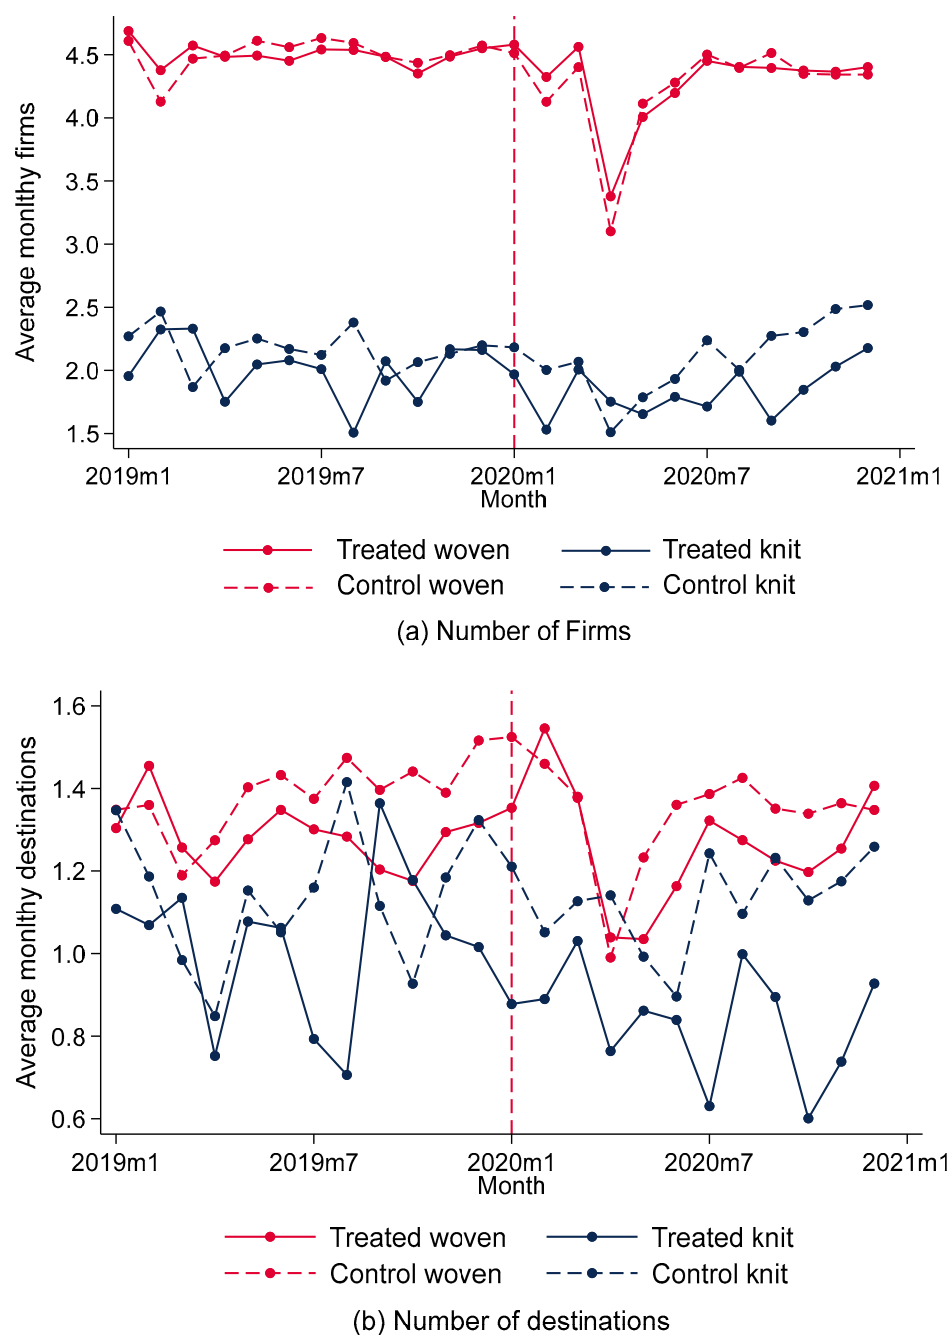 4.5
4.0
3.5
3.0
2.5
2.0
1.5
Average monlthy firms
2019m1 2019m7 2020m1 2020m7 2021m1
Month
Treated woven Treated knit
Control woven Control knit
(a) Number of Firms
1.6
1.4
1.2
1.0
0.8
0.6
Average monlthy destinations
2019m1 2019m7 2020m1 2020m7 2021m1
Month
Treated woven Treated knit
Control woven Control knit
(b) Number of destinations